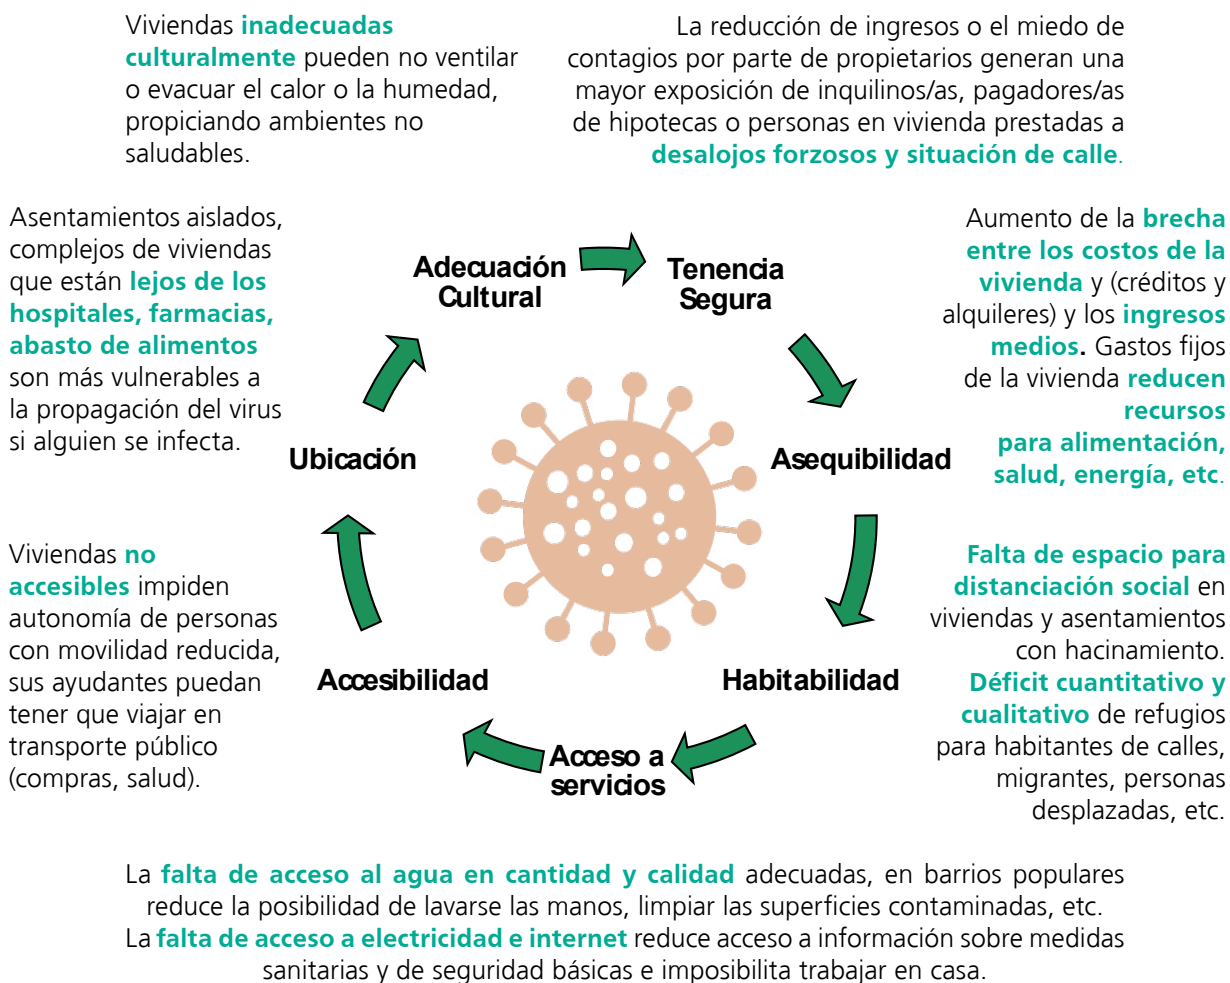 Viviendas inadecuadas
culturalmente pueden no ventilar
o evacuar el calor o la humedad,
propiciando ambientes no
saludables.
La reducción de ingresos o el miedo de
contagios por parte de propietarios generan una
mayor exposición de inquilinos/as, pagadores/as
de hipotecas o personas en vivienda prestadas a
desalojos forzosos y situación de calle.
Asentamientos aislados,
complejos de viviendas
que están lejos de los
hospitales, farmacias,
abasto de alimentos
son más vulnerables a
la propagación del virus
si alguien se infecta.
Adecuación
Cultural
Tenencia
Segura
Aumento de la brecha
entre los costos de la
vivienda y (créditos y
alquileres) y los ingresos
medios. Gastos fijos
de la vivienda reducen
recursos
para alimentación,
salud, energía, etc.
Ubicación
Asequibilidad
Viviendas no
accesibles impiden
autonomía de personas
con movilidad reducida,
sus ayudantes puedan
tener que viajar en
transporte público
(compras, salud).
Accesibilidad
Habitabilidad
Falta de espacio para
distanciación social en
viviendas y asentamientos
con hacinamiento.
Déficit cuantitativo y
cualitativo de refugios
para habitantes de calles,
migrantes, personas
desplazadas, etc.
Acceso a
servicios
La falta de acceso al agua en cantidad y calidad adecuadas, en barrios populares
reduce la posibilidad de lavarse las manos, limpiar las superficies contaminadas, etc.
La falta de acceso a electricidad e internet reduce acceso a información sobre medidas
sanitarias y de seguridad básicas e imposibilita trabajar en casa.